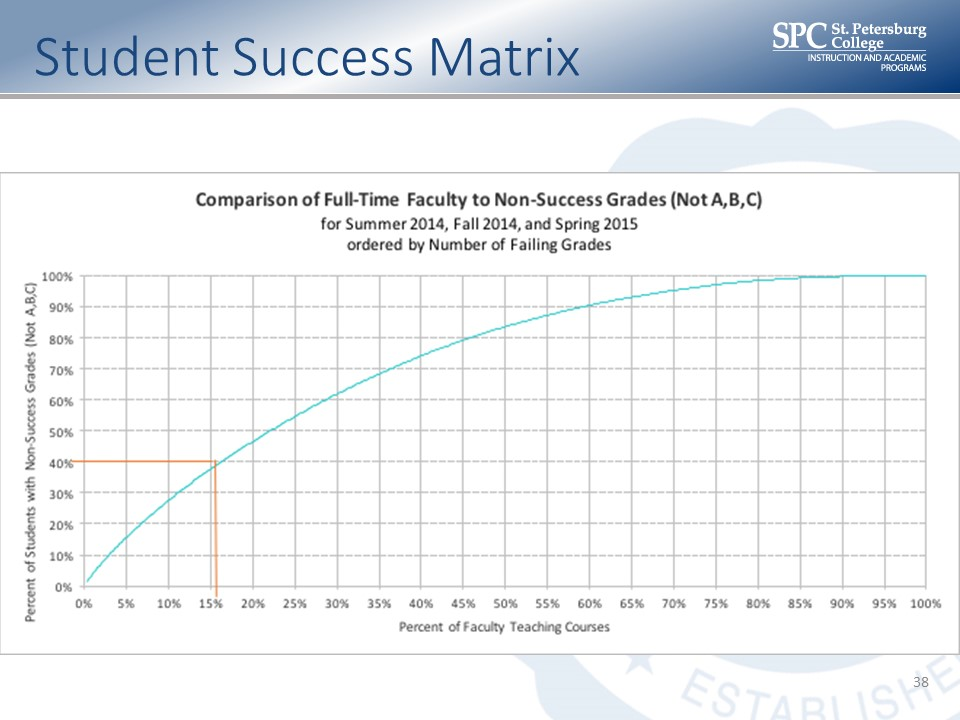 Student Success Matrix
SPC St. Petersburg
College
INSTRUCTION AND ACADEMIC
PROGRAMS
Comparison of Full-Time Faculty to Non-Success Grades (Not A,B,C)
for Summer 2014, Fall 2014, and Spring 2015
ordered by Number of Failing Grades
Percent of Students with Non-Success Grades (Not A,B,C)
100%
90%
80%
70%
60%
50%
40%
30%
20%
10%
0%
0% 5% 10% 15% 20% 25% 30% 35% 40% 45% 50% 55% 60% 65% 70% 75% 80% 85% 90% 95% 100%
Percent of Faculty Teaching Courses
38
ESTABLISHE